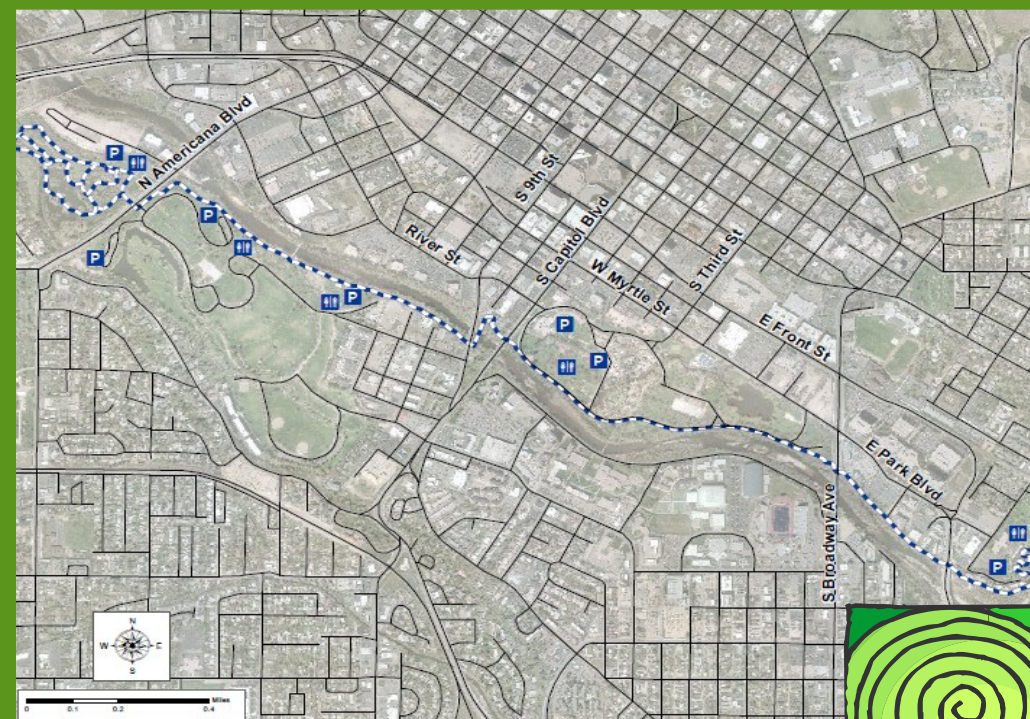 N Americana Blvd
P
P
P
River St
S 9th St
S Capitol Blvd
W Myrtle St
S Third St
E Front St
P
P
P
E Park Blvd
S Broadway Ave
P
N
W E
S
Miles
0 0.1 0.2 0.4